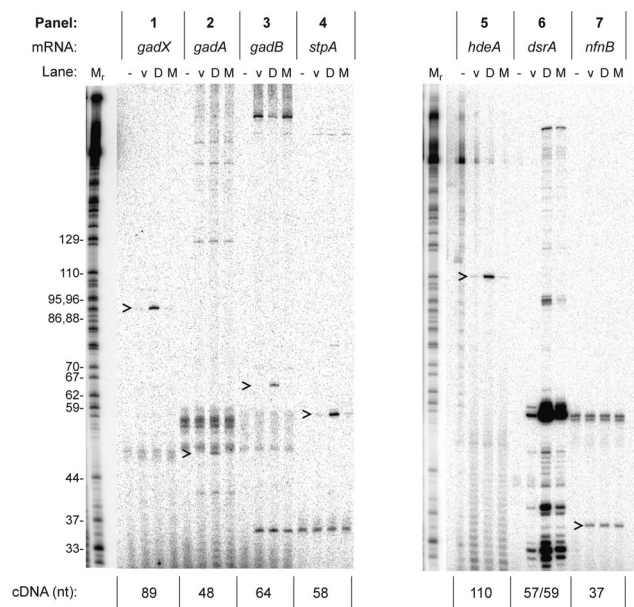 Panel: 1 2 3 4 5 6 7
mRNA: gadX gadA gadB stpA hdeA dsrA nfnB
Lane: Mr - v D M - v D M - v D M - v D M Mr - v D M - v D M - v D M
129-
110-
95,96-
86,88-
70-
67-
62-
59-
44-
37-
33-
cDNA (nt): 89 48 64 58 110 57/59 37